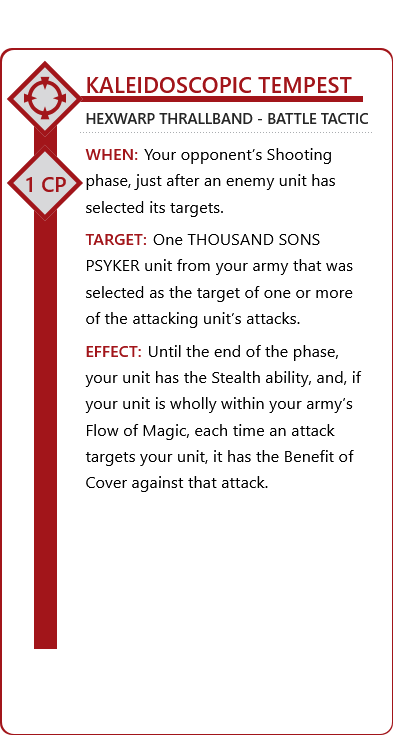 KALEIDOSCOPIC TEMPEST
HEXWARP THRALLBAND - BATTLE TACTIC
1 CP
WHEN: Your opponent's Shooting
phase, just after an enemy unit has
selected its targets.
TARGET: One THOUSAND SONS
PSYKER unit from your army that was
selected as the target of one or more
of the attacking unit's attacks.
EFFECT: Until the end of the phase,
your unit has the Stealth ability, and, if
your unit is wholly within your army's
Flow of Magic, each time an attack
targets your unit, it has the Benefit of
Cover against that attack.